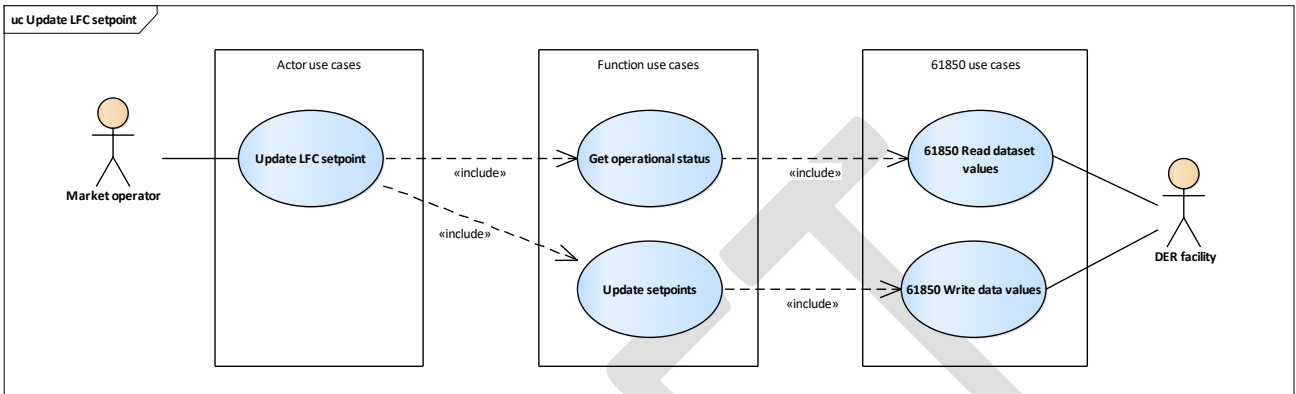 uc Update LFC setpoint
Actor use cases
Function use cases
61850 use cases
Market operator
Update LFC setpoint
«include»
Get operational status
«include»
61850 Read dataset
values
«include»
Update setpoints
«include»
61850 Write data values
DER facility